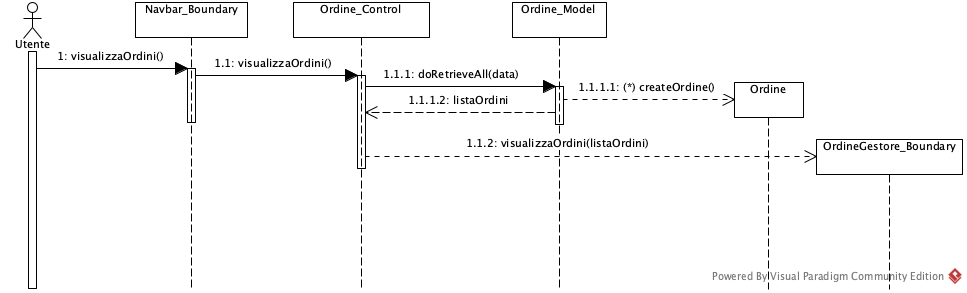 Navbar_Boundary
Ordine_Control
Ordine_Model
Utente
1: visualizzaOrdini()
1.1: visualizzaOrdini()
1.1.1: doRetrieveAll(data)
1.1.1.1: (*) createOrdine()
Ordine
1.1.1.2: listaOrdini
1.1.2: visualizzaOrdini(listaOrdini)
OrdineGestore_Boundary
Powered By Visual Paradigm Community Edition